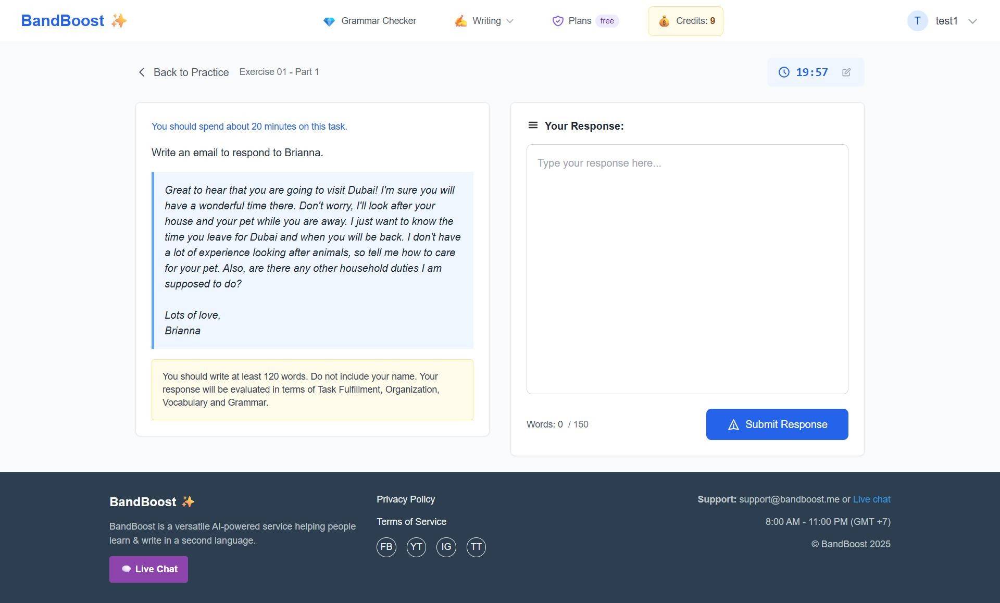 BandBoost
Grammar Checker
Writing
Plans free
Credits: 9
T test1
Back to Practice Exercise 01 - Part 1
19:57
You should spend about 20 minutes on this task.
Write an email to respond to Brianna.
Great to hear that you are going to visit Dubai! I'm sure you will
have a wonderful time there. Don't worry, I'll look after your
house and your pet while you are away. I just want to know the
time you leave for Dubai and when you will be back. I don't have
a lot of experience looking after animals, so tell me how to care
for your pet. Also, are there any other household duties I am
supposed to do?
Lots of love,
Brianna
You should write at least 120 words. Do not include your name. Your
response will be evaluated in terms of Task Fulfillment, Organization,
Vocabulary and Grammar.
Your Response:
Type your response here...
Words: 0 / 150
Submit Response
BandBoost
BandBoost is a versatile AI-powered service helping people
learn & write in a second language.
Live Chat
Privacy Policy
Terms of Service
FB YT IG TT
Support: support@bandboost.me or Live chat
8:00 AM - 11:00 PM (GMT +7)
© BandBoost 2025